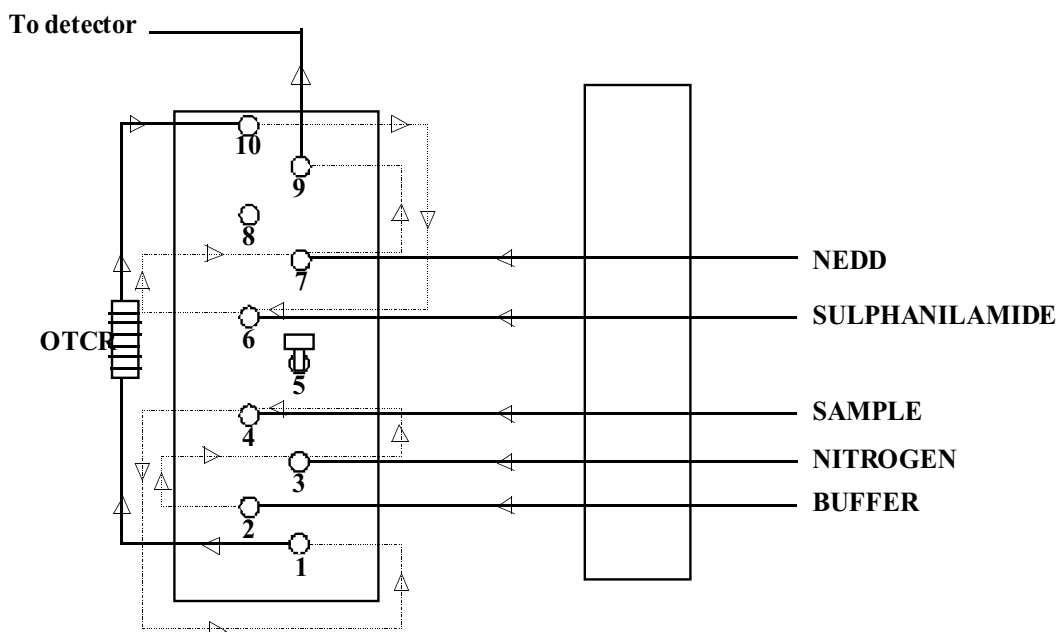 To detector
10
9
8
7
NEDD
6
SULPHANILAMIDE
OTCR
5
4
SAMPLE
3
NITROGEN
2
BUFFER
1